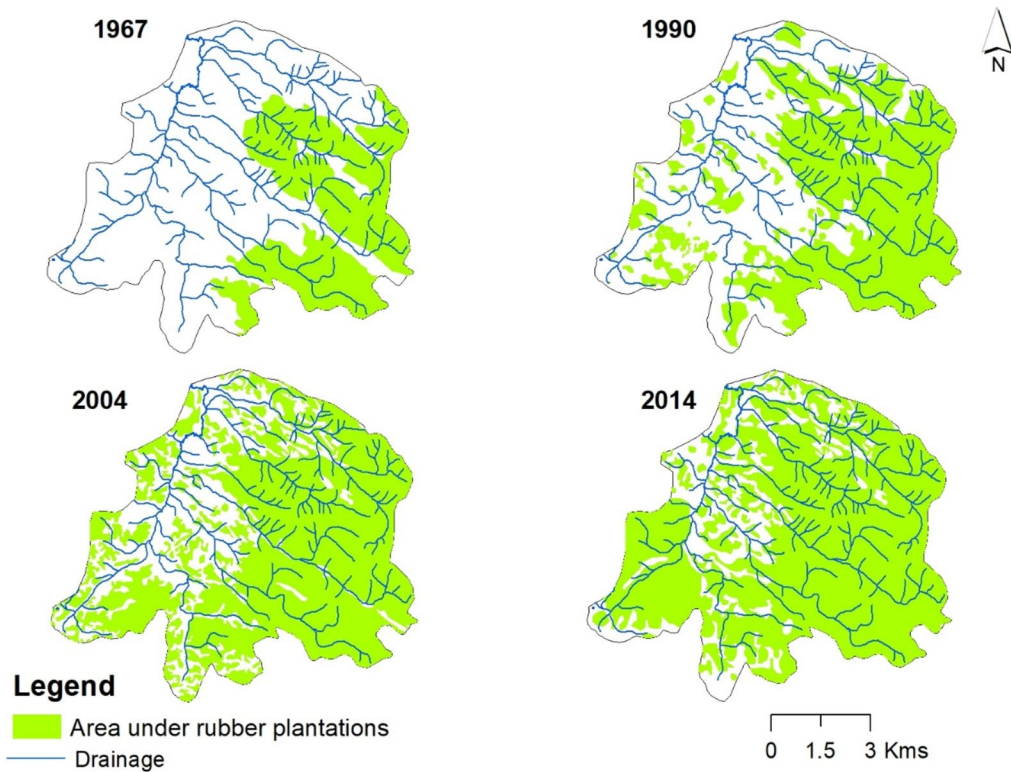 1967
1990
N
2004
2014
Legend
Area under rubber plantations
Drainage
0 1.5 3 Kms